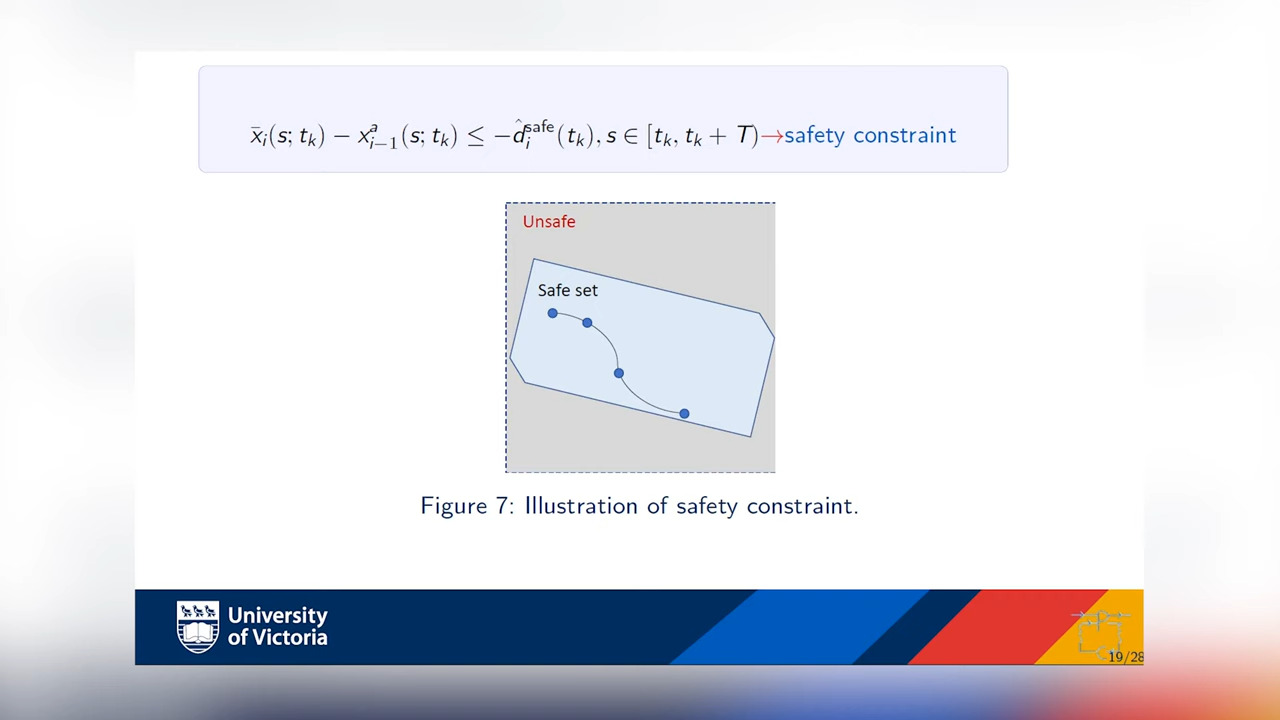 x̄ᵢ(s; tₖ) − xᵃᵢ₋₁(s; tₖ) ≤ −d̂ᵢˢᵃᶠᵉ(tₖ), s ∈ [tₖ, tₖ + T)→safety constraint
Unsafe
Safe set
Figure 7: Illustration of safety constraint.
University
of Victoria
19/28